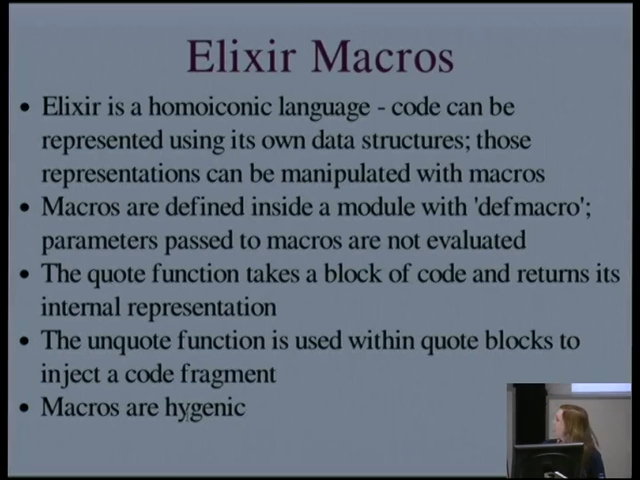 Elixir Macros
• Elixir is a homoiconic language - code can be
represented using its own data structures; those
representations can be manipulated with macros
• Macros are defined inside a module with 'defmacro';
parameters passed to macros are not evaluated
• The quote function takes a block of code and returns its
internal representation
• The unquote function is used within quote blocks to
inject a code fragment
• Macros are hygenic